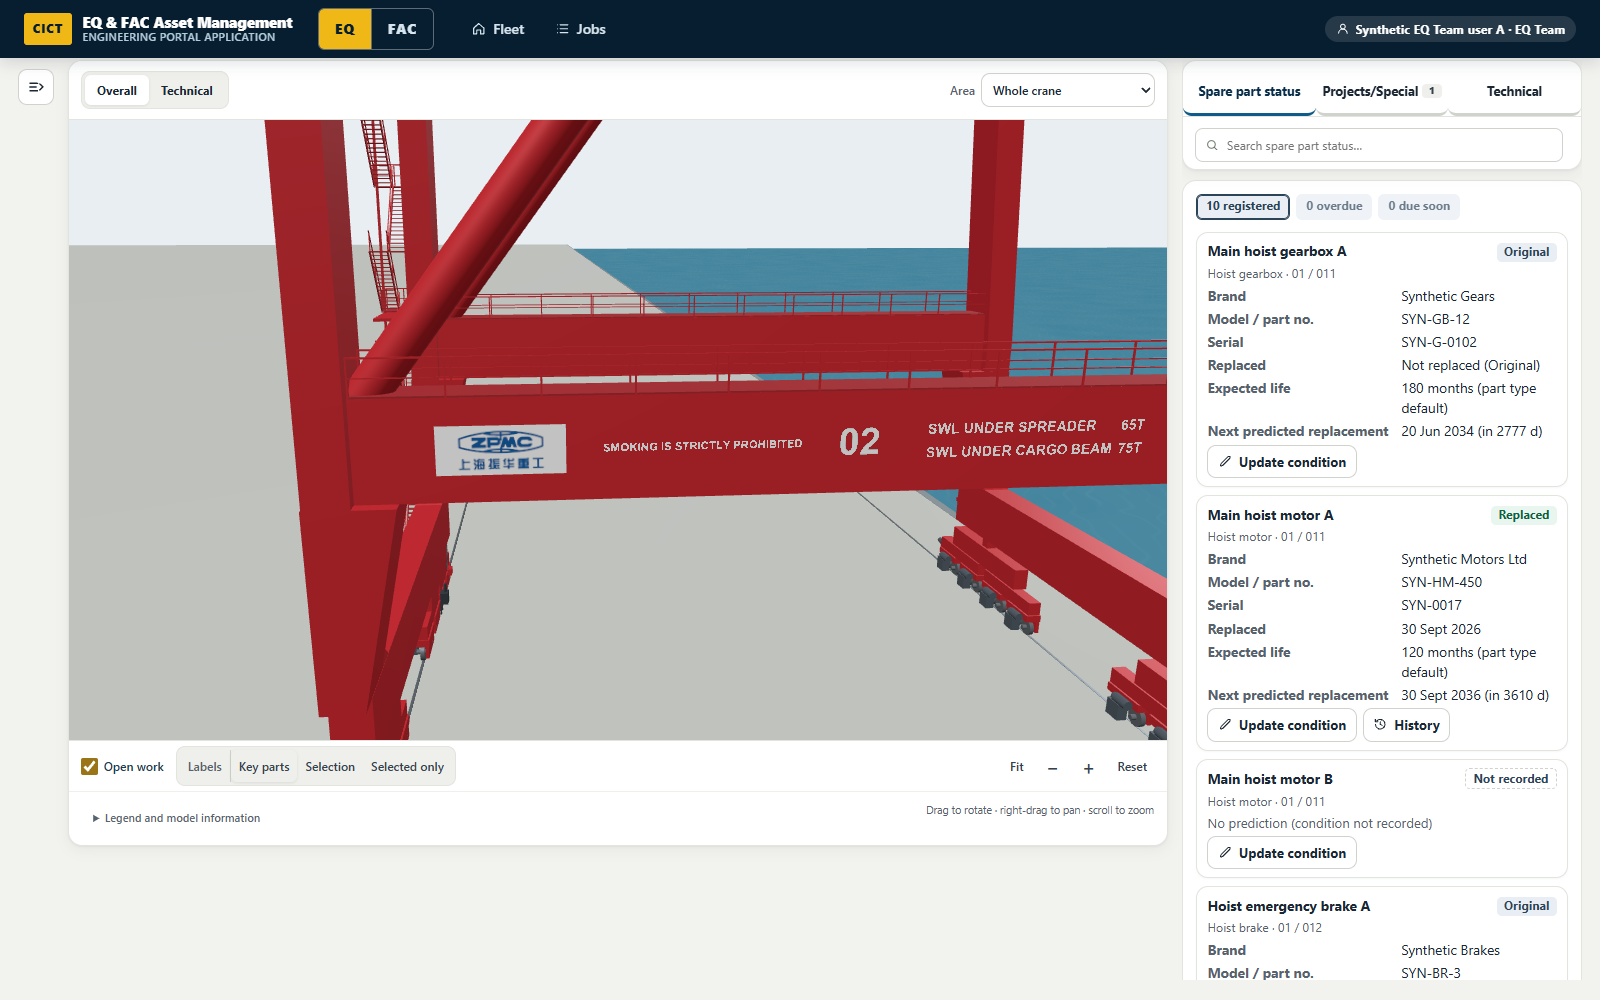 CICT
EQ & FAC Asset Management
ENGINEERING PORTAL APPLICATION
EQ
FAC
Fleet
Jobs
Synthetic EQ Team user A · EQ Team
Overall
Technical
Area
Whole crane
ZPMC
上海振华重工
SMOKING IS STRICTLY PROHIBITED
02
SWL UNDER SPREADER 65T
SWL UNDER CARGO BEAM 75T
Open work
Labels
Key parts
Selection
Selected only
Fit
−
+
Reset
Legend and model information
Drag to rotate · right-drag to pan · scroll to zoom
Spare part status
Projects/Special 1
Technical
Search spare part status...
10 registered
0 overdue
0 due soon
Main hoist gearbox A
Original
Hoist gearbox · 01 / 011
Brand Synthetic Gears
Model / part no. SYN-GB-12
Serial SYN-G-0102
Replaced Not replaced (Original)
Expected life 180 months (part type
default)
Next predicted replacement 20 Jun 2034 (in 2777 d)
Update condition
Main hoist motor A
Replaced
Hoist motor · 01 / 011
Brand Synthetic Motors Ltd
Model / part no. SYN-HM-450
Serial SYN-0017
Replaced 30 Sept 2026
Expected life 120 months (part type
default)
Next predicted replacement 30 Sept 2036 (in 3610 d)
Update condition
History
Main hoist motor B
Not recorded
Hoist motor · 01 / 011
No prediction (condition not recorded)
Update condition
Hoist emergency brake A
Original
Hoist brake · 01 / 012
Brand Synthetic Brakes
Model / part no. SYN-BR-3